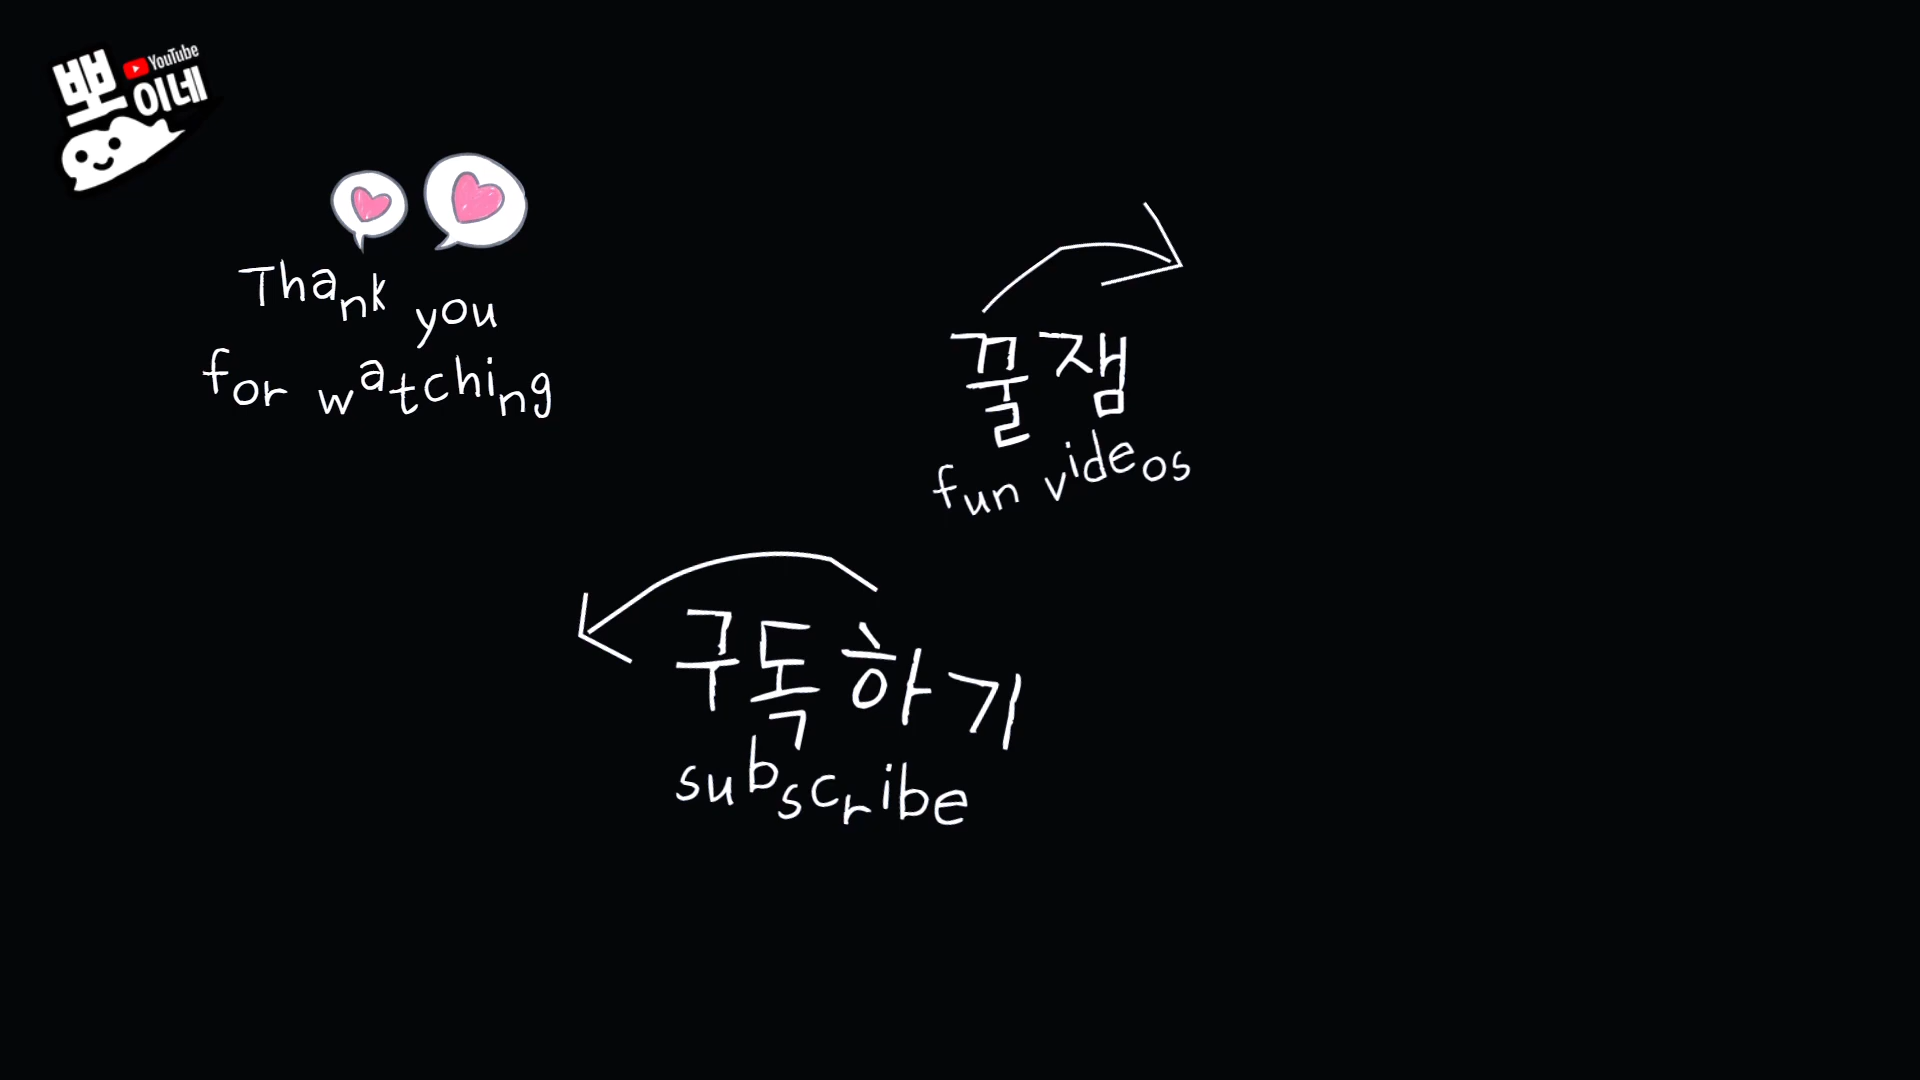 YouTube
뽀이네
Thank you
for watching
꿀잼
fun videos
구독하기
subscribe